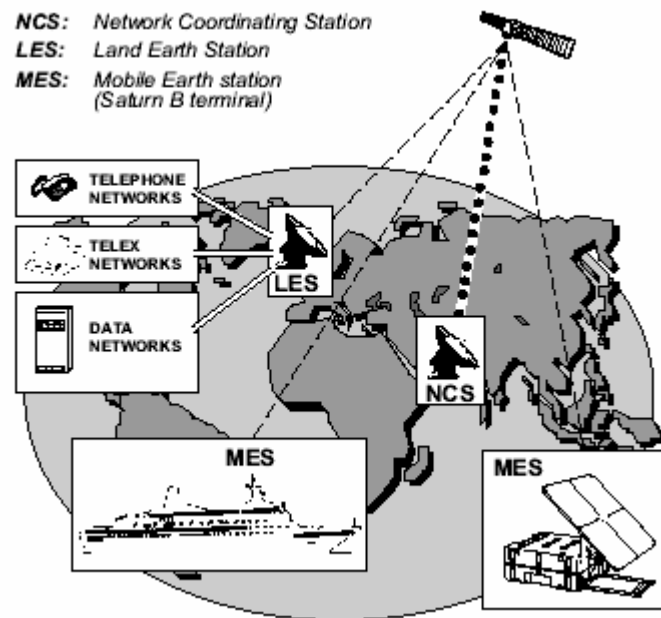 NCS: Network Coordinating Station
LES: Land Earth Station
MES: Mobile Earth station
(Saturn B terminal)
TELEPHONE
NETWORKS
TELEX
NETWORKS
DATA
NETWORKS
LES
NCS
MES
MES